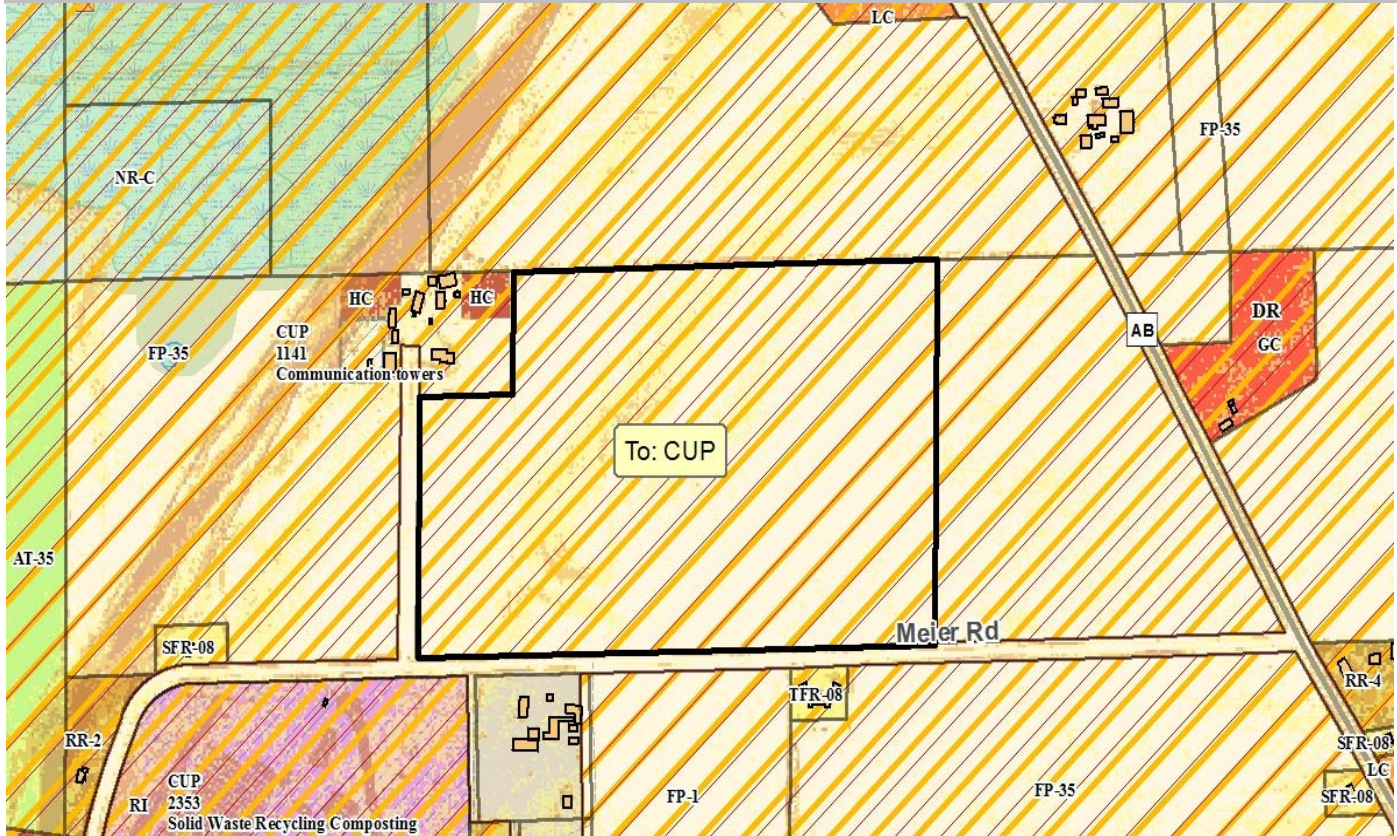 LC
FP-35
NR-C
HC
HC
CUP
1141
Communication towers
FP-35
DR
GC
AB
To: CUP
AT-35
Meier Rd
SFR-08
TFR-08
RR-4
RR-2
SFR-08
LC
CUP
2353
Solid Waste Recycling Composting
RI
FP-1
FP-35
SFR-08